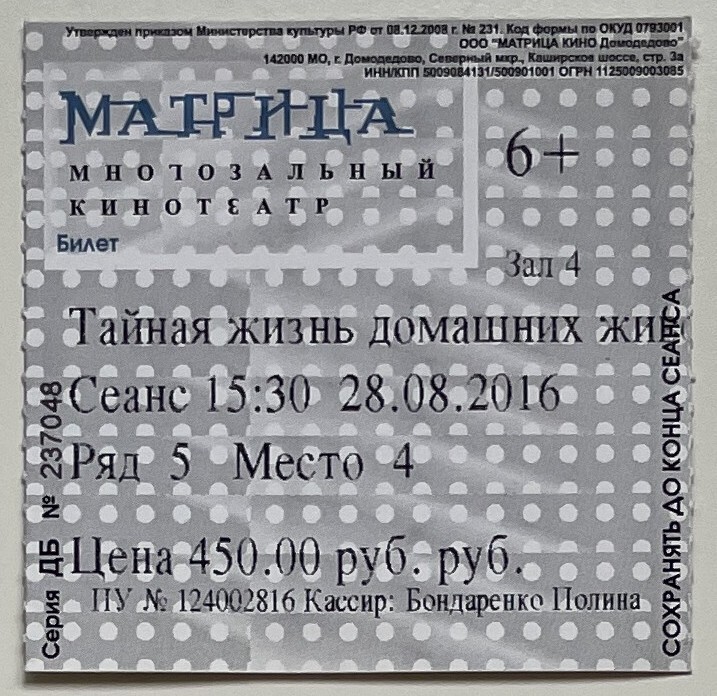 Утвержден приказом Министерства культуры РФ от 08.12.2008 г. № 231. Код формы по ОКУД 0793001
ООО "МАТРИЦА КИНО Домодедово"
142000 МО, г. Домодедово, Северный мкр., Каширское шоссе, стр. 3а
ИНН/КПП 5009084131/500901001 ОГРН 1125009003085
МАТРИЦА
МНОГОЗАЛЬНЫЙ
КИНОТЕАТР
Билет
6+
Зал 4
Тайная жизнь домашних жив
Сеанс 15:30 28.08.2016
Ряд 5 Место 4
Цена 450.00 руб. руб.
ПУ № 124002816 Кассир: Бондаренко Полина
Серия ДБ № 237048
СОХРАНЯТЬ ДО КОНЦА СЕАНСА